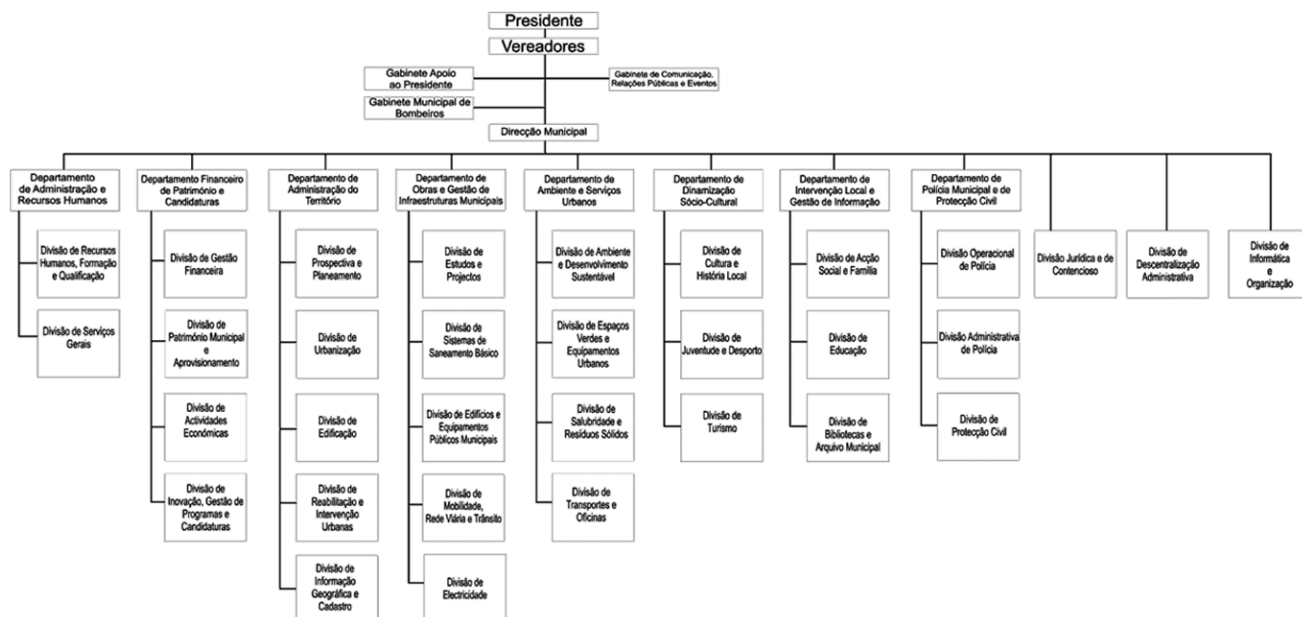 Presidente
Vereadores
Gabinete Apoio
ao Presidente
Gabinete de Comunicação,
Relações Públicas e Eventos
Gabinete Municipal de
Bombeiros
Direcção Municipal
Departamento
de Administração e
Recursos Humanos
Departamento Financeiro
de Património e
Candidaturas
Departamento de
Administração do
Território
Departamento de
Obras e Gestão de
Infraestruturas Municipais
Departamento de
Ambiente e Serviços
Urbanos
Departamento de
Dinamização
Sócio-Cultural
Departamento de
Intervenção Local e
Gestão de Informação
Departamento de
Polícia Municipal e de
Protecção Civil
Divisão de Recursos
Humanos, Formação
e Qualificação
Divisão de Gestão
Financeira
Divisão de
Prospectiva e
Planeamento
Divisão de
Estudos e
Projectos
Divisão de Ambiente
e Desenvolvimento
Sustentável
Divisão de
Cultura e
História Local
Divisão de Acção
Social e Família
Divisão Operacional
de Polícia
Divisão Jurídica e de
Contencioso
Divisão de
Descentralização
Administrativa
Divisão de
Informática
e
Organização
Divisão de Serviços
Gerais
Divisão de
Património Municipal
e
Aprovisionamento
Divisão de
Urbanização
Divisão de
Sistemas de
Saneamento Básico
Divisão de Espaços
Verdes e
Equipamentos
Urbanos
Divisão de
Juventude e Desporto
Divisão de
Educação
Divisão Administrativa
de Polícia
Divisão de
Actividades
Económicas
Divisão de
Edificação
Divisão de Edifícios e
Equipamentos
Públicos Municipais
Divisão de
Salubridade e
Resíduos Sólidos
Divisão de
Turismo
Divisão de
Bibliotecas e
Arquivo Municipal
Divisão de
Protecção Civil
Divisão de
Inovação, Gestão de
Programas e
Candidaturas
Divisão de
Reabilitação e
Intervenção
Urbanas
Divisão de
Mobilidade,
Rede Viária e Trânsito
Divisão de
Transportes e
Oficinas
Divisão de
Informação
Geográfica e
Cadastro
Divisão de
Electricidade